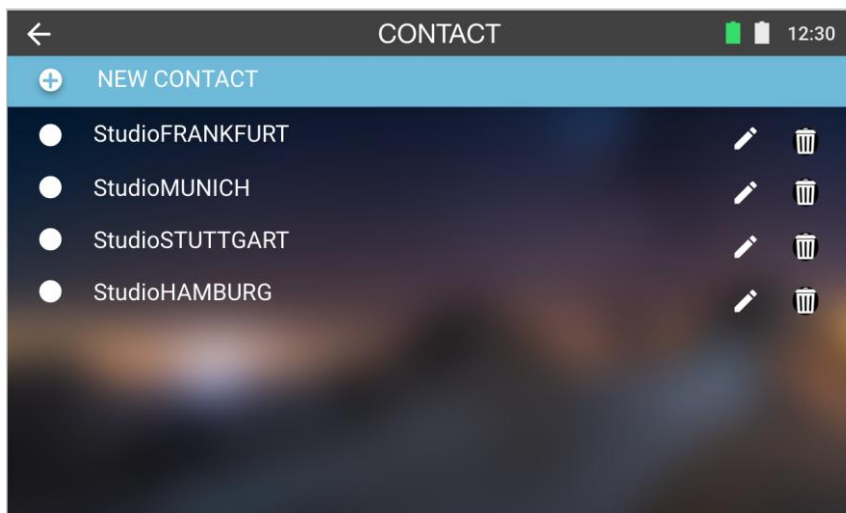 CONTACT 12:30
NEW CONTACT
StudioFRANKFURT
StudioMUNICH
StudioSTUTTGART
StudioHAMBURG